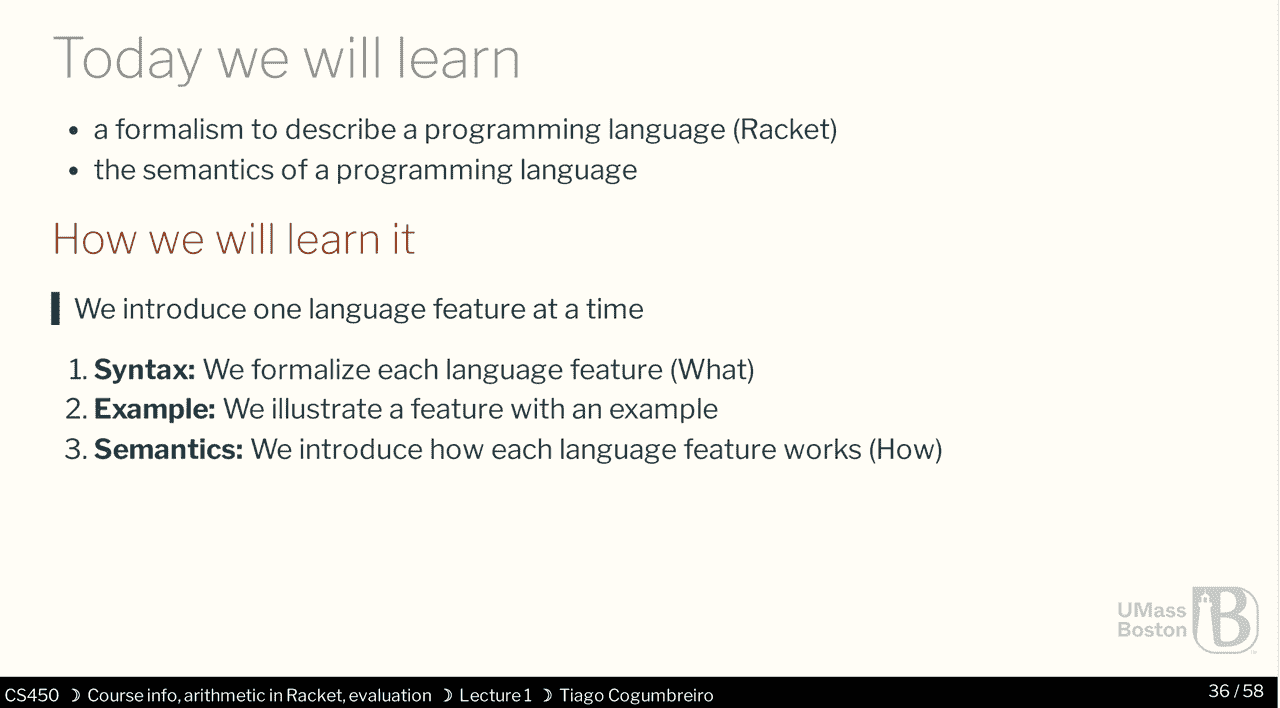 Today we will learn
• a formalism to describe a programming language (Racket)
• the semantics of a programming language
How we will learn it
We introduce one language feature at a time
1. Syntax: We formalize each language feature (What)
2. Example: We illustrate a feature with an example
3. Semantics: We introduce how each language feature works (How)
UMass
Boston
B
CS450 ☽ Course info, arithmetic in Racket, evaluation ☽ Lecture 1 ☽ Tiago Cogumbreiro
36 / 58